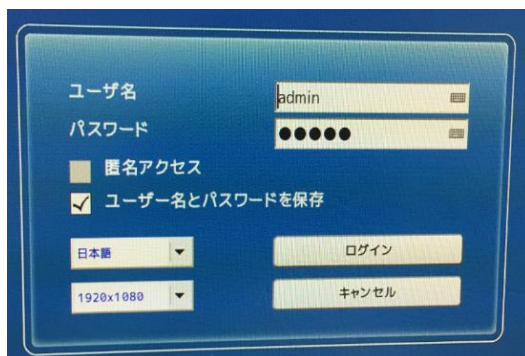 ユーザ名 admin
パスワード ●●●●●
匿名アクセス
✓ ユーザー名とパスワードを保存
日本語 ログイン
1920x1080 キャンセル